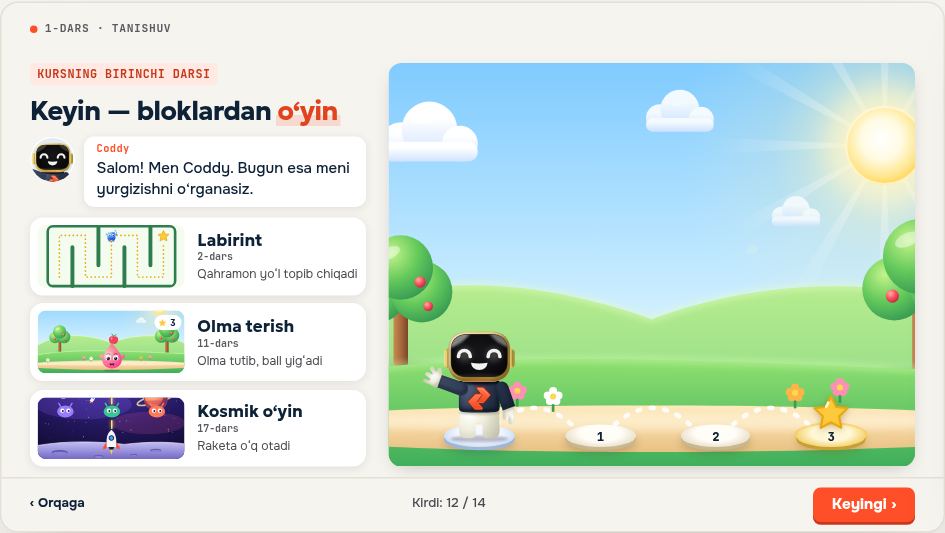 1-DARS · TANISHUV
KURSNING BIRINCHI DARSI
Keyin — bloklardan o‘yin
Coddy
Salom! Men Coddy. Bugun esa meni
yurgizishni o‘rganasiz.
Labirint
2-dars
Qahramon yo‘l topib chiqadi
3
Olma terish
11-dars
Olma tutib, ball yig‘adi
Kosmik o‘yin
17-dars
Raketa o‘q otadi
1
2
3
‹ Orqaga
Kirdi: 12 / 14
Keyingi ›